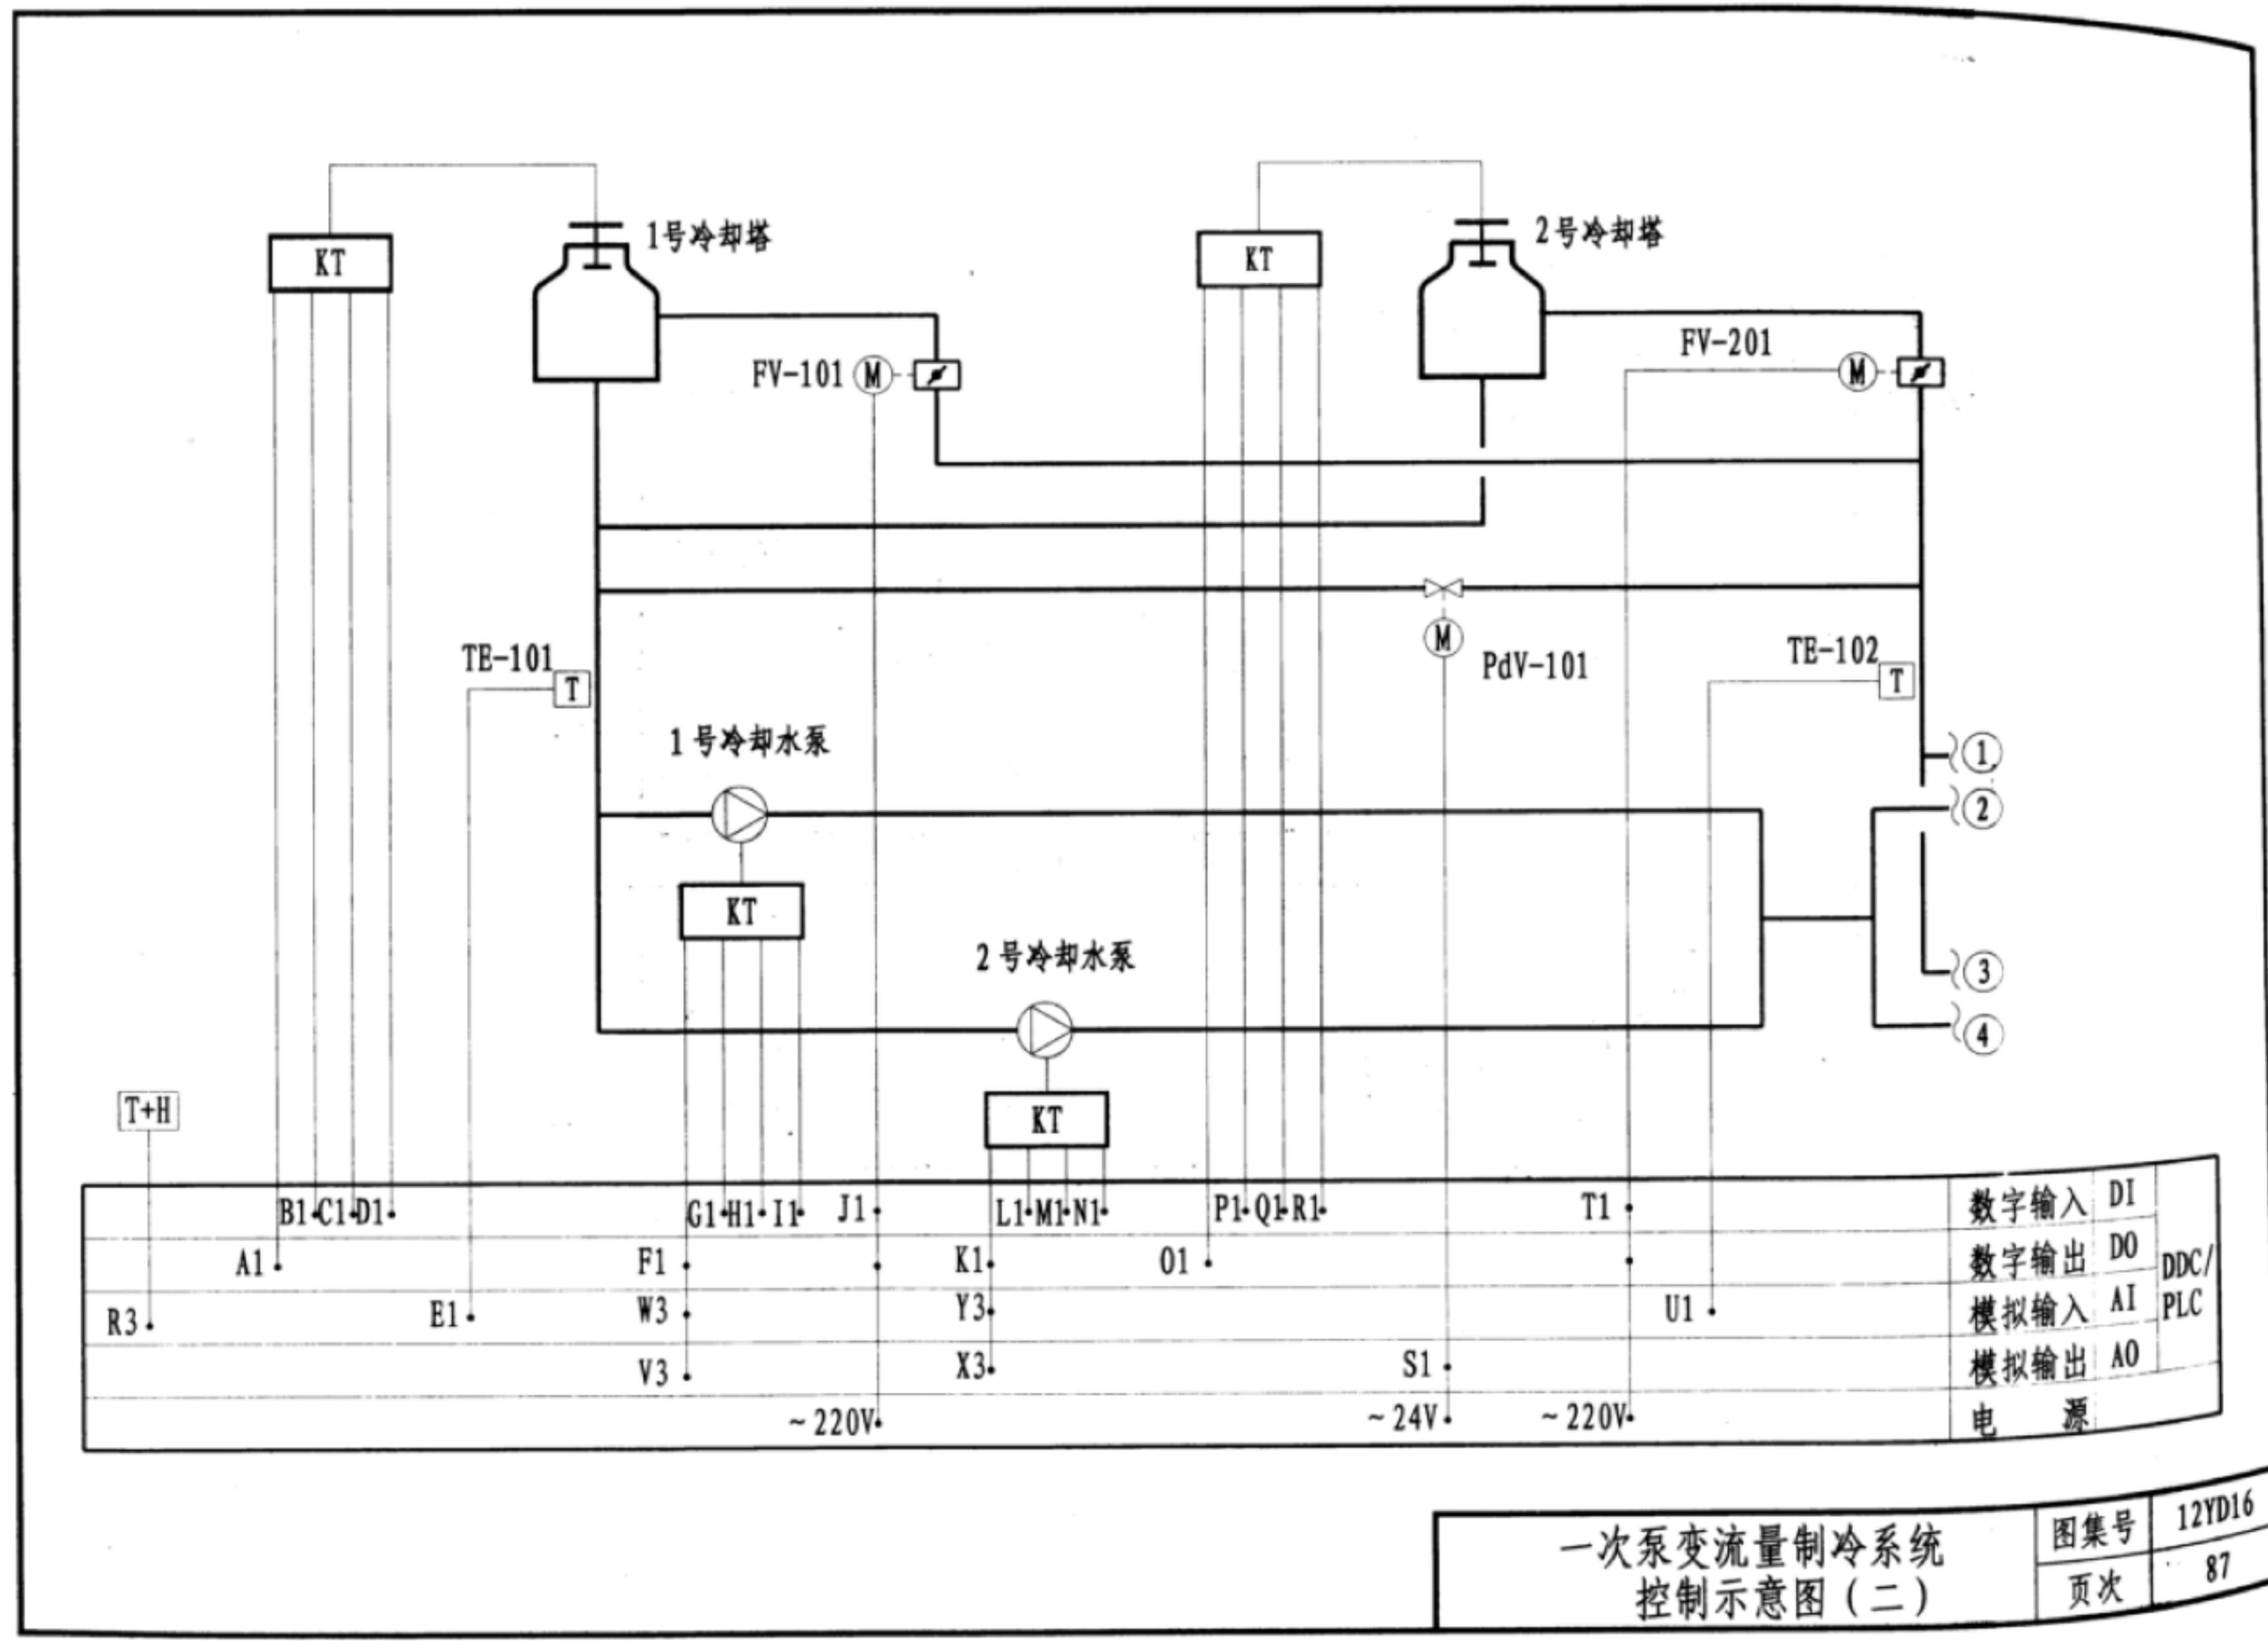 1号冷却塔
2号冷却塔
KT
KT
FV-101
M
FV-201
M
M
PdV-101
TE-101
T
TE-102
T
1号冷却水泵
①
②
KT
2号冷却水泵
③
④
T+H
KT
B1 C1 D1 G1 H1 I1 J1 L1 M1 N1 P1 Q1 R1 T1 数字输入 DI
A1 F1 K1 O1 数字输出 DO
DDC/
PLC
R3 E1 W3 Y3 U1 模拟输入 AI
V3 X3 S1 模拟输出 AO
~220V ~24V ~220V 电源
一次泵变流量制冷系统
控制示意图(二)
图集号 12YD16
页次 87